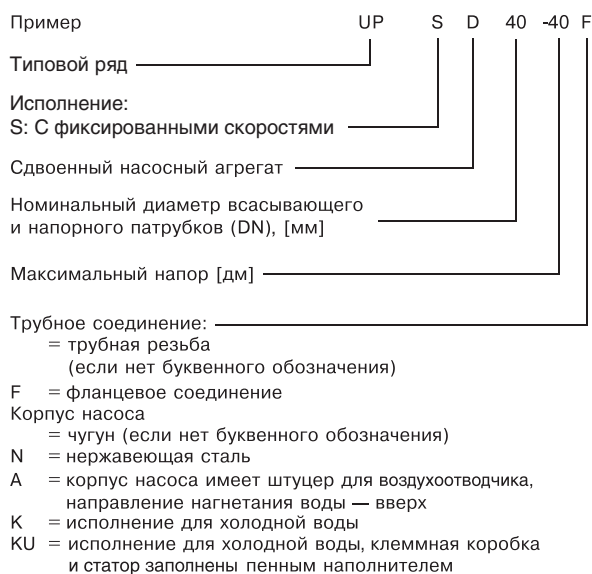 Пример UP S D 40 -40 F
Типовой ряд
Исполнение:
S: С фиксированными скоростями
Сдвоенный насосный агрегат
Номинальный диаметр всасывающего
и напорного патрубков (DN), [мм]
Максимальный напор [дм]
Трубное соединение:
= трубная резьба
(если нет буквенного обозначения)
F = фланцевое соединение
Корпус насоса
= чугун (если нет буквенного обозначения)
N = нержавеющая сталь
A = корпус насоса имеет штуцер для воздухоотводчика,
направление нагнетания воды — вверх
K = исполнение для холодной воды
KU = исполнение для холодной воды, клеммная коробка
и статор заполнены пенным наполнителем